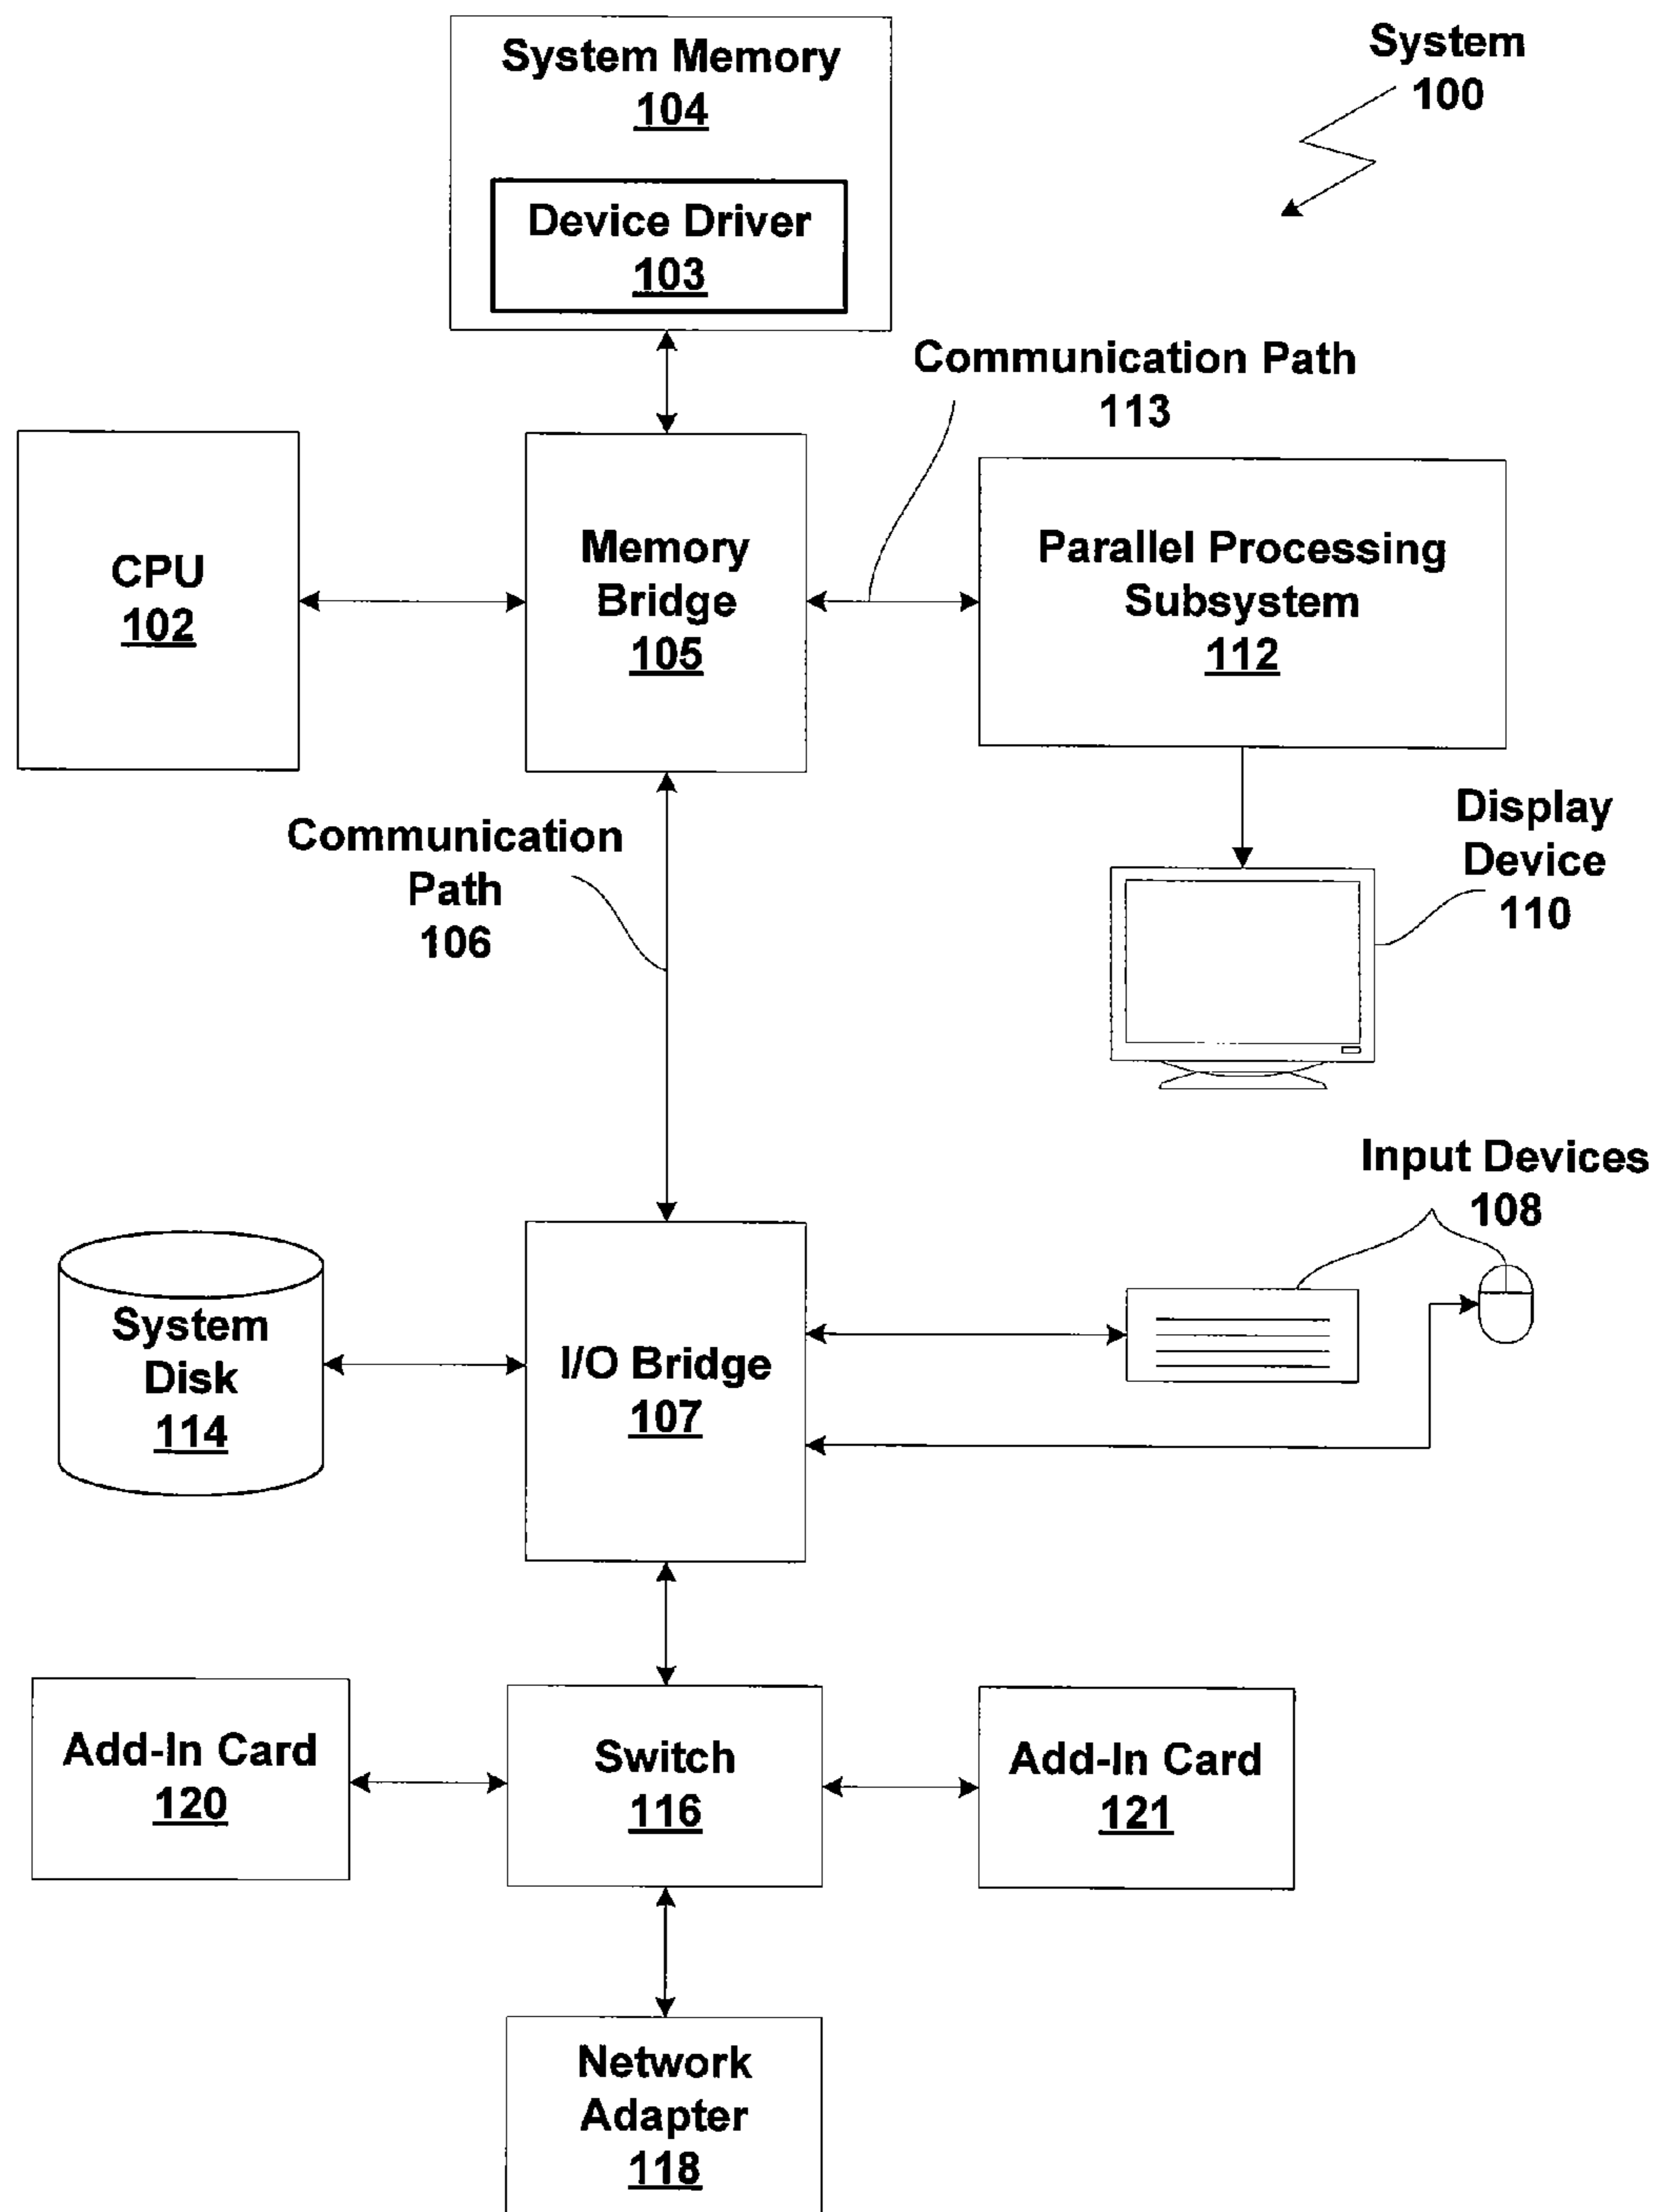 System Memory
104
Device Driver
103
System
100
Communication Path
113
CPU
102
Memory
Bridge
105
Parallel Processing
Subsystem
112
Communication
Path
106
Display
Device
110
Input Devices
108
System
Disk
114
I/O Bridge
107
Add-In Card
120
Switch
116
Add-In Card
121
Network
Adapter
118